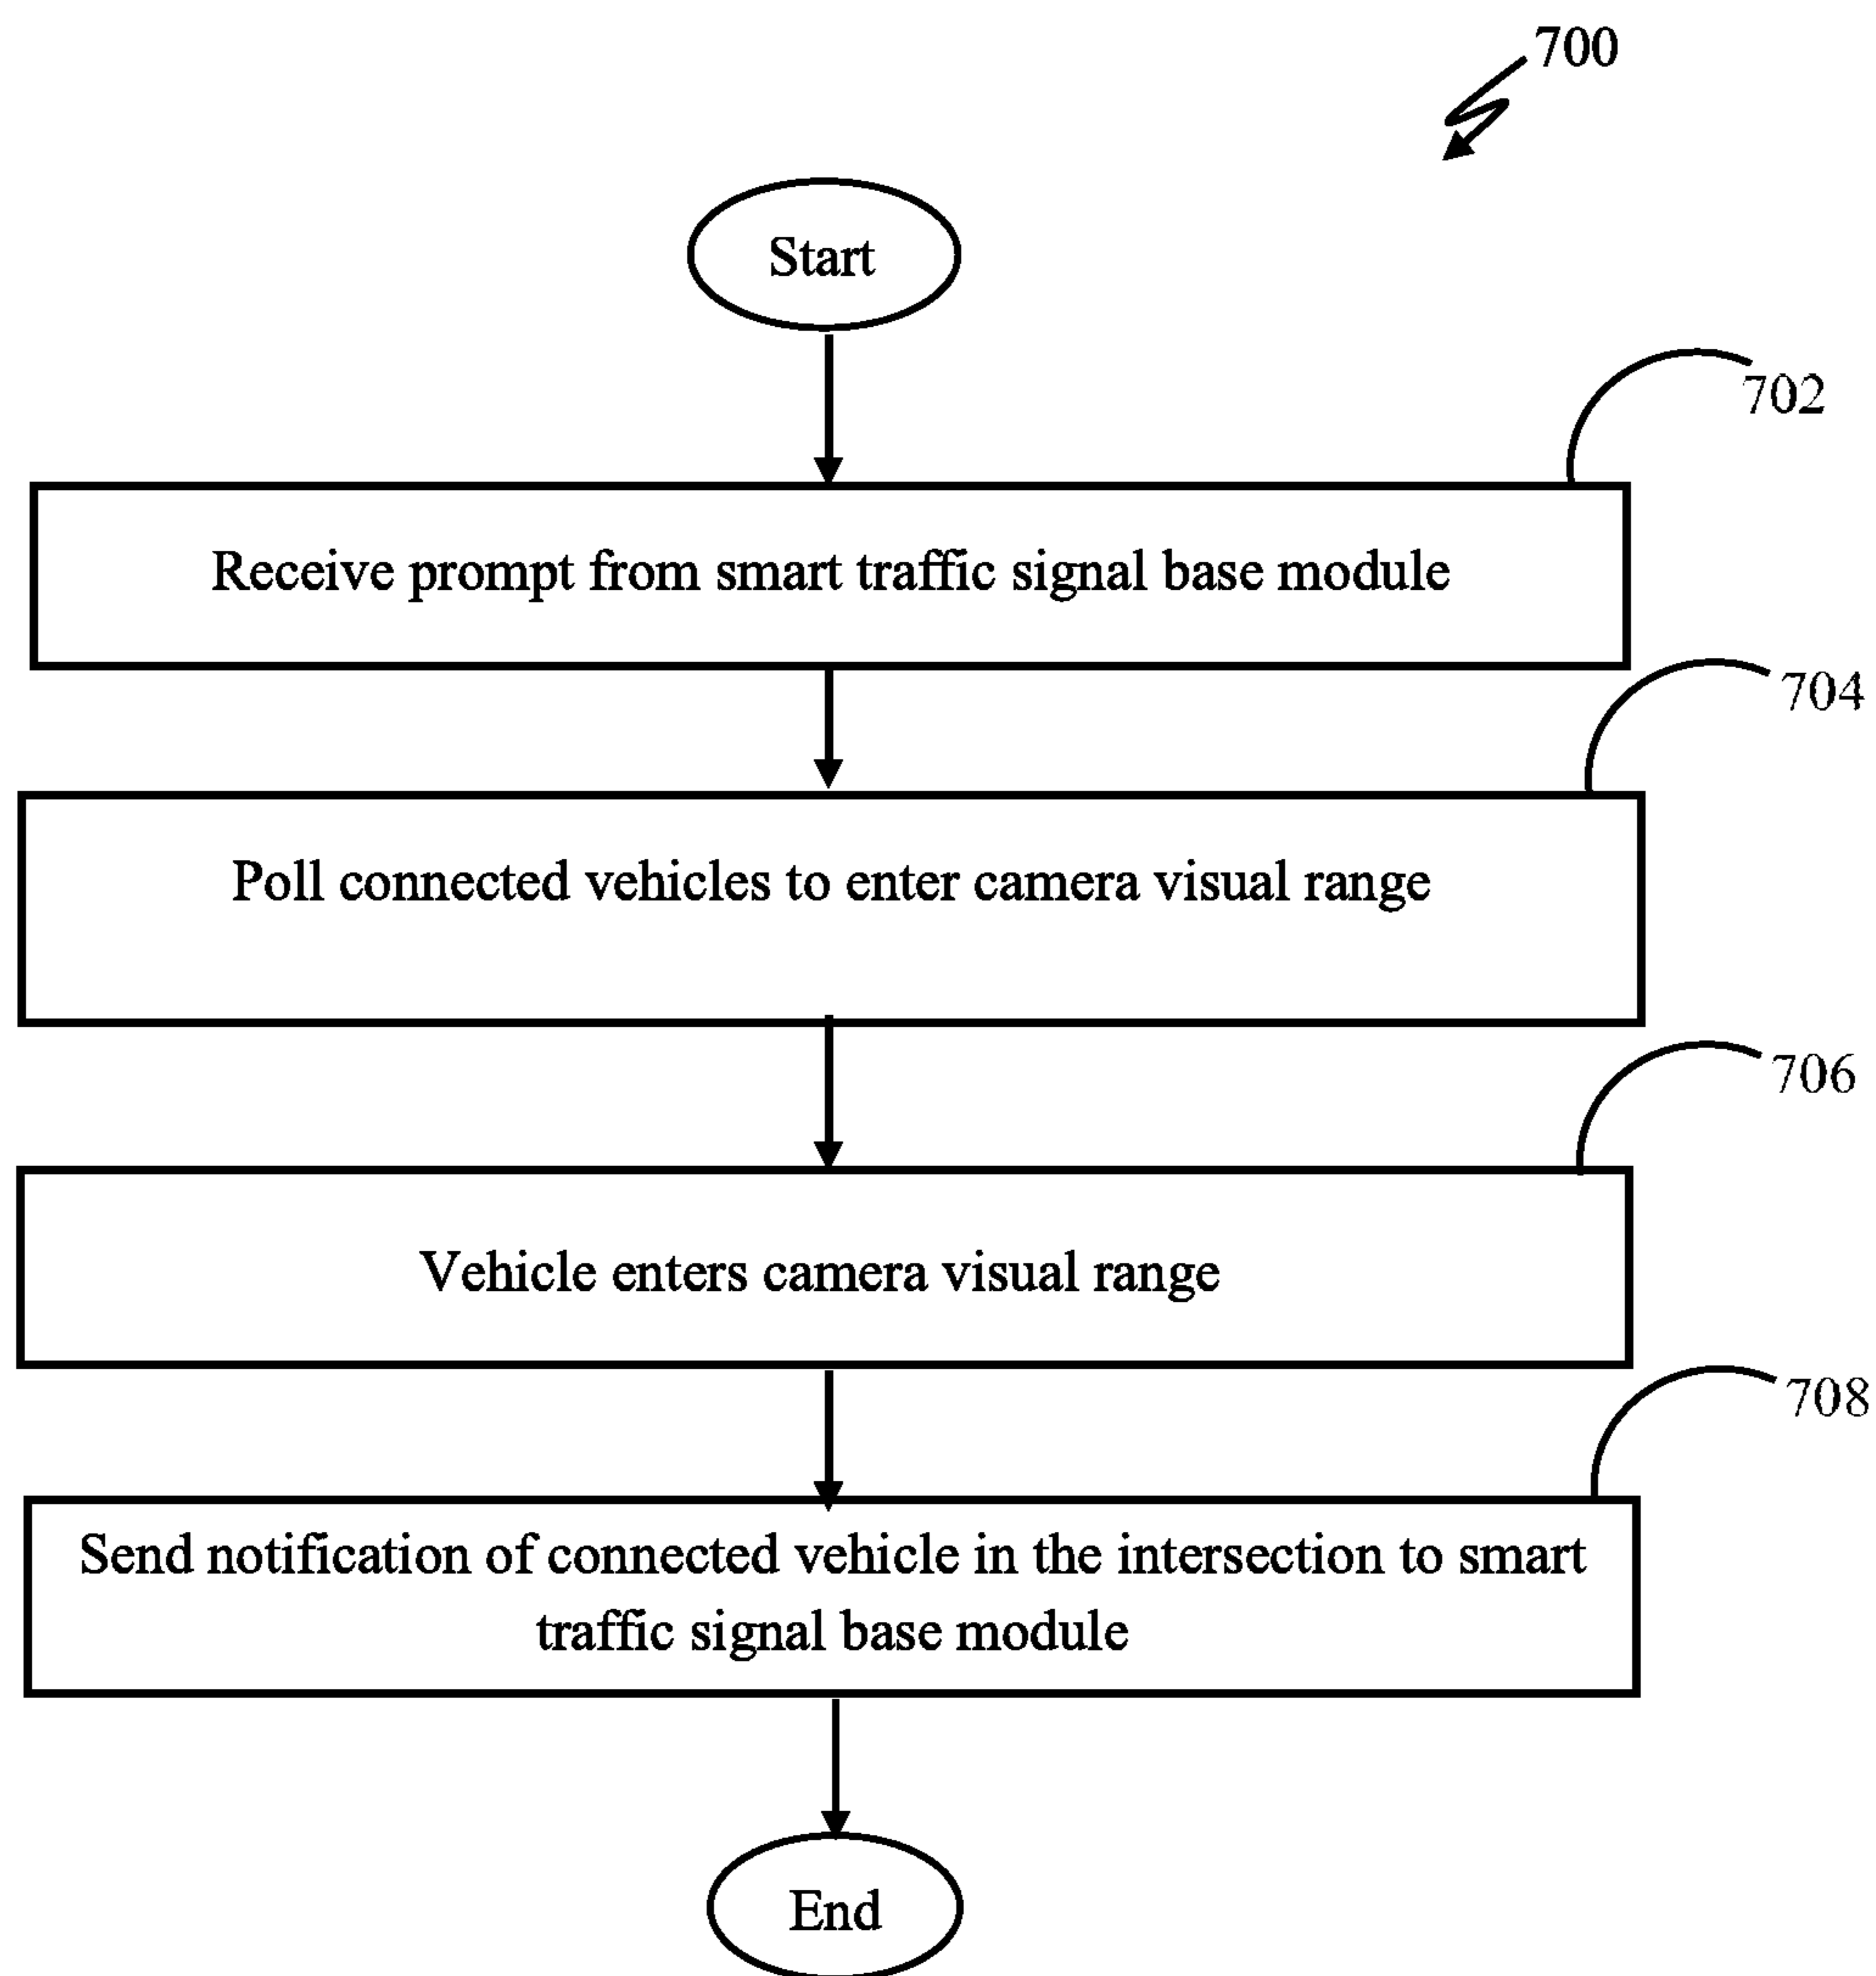 700
Start
702
Receive prompt from smart traffic signal base module
704
Poll connected vehicles to enter camera visual range
706
Vehicle enters camera visual range
708
Send notification of connected vehicle in the intersection to smart
traffic signal base module
End